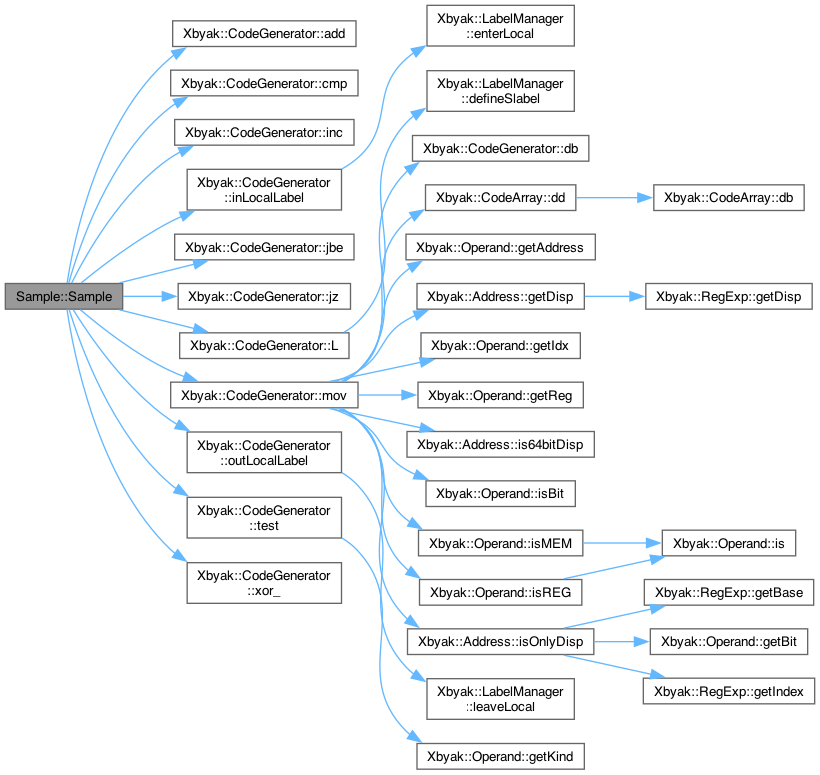 Sample::Sample
Xbyak::CodeGenerator::add
Xbyak::CodeGenerator::cmp
Xbyak::CodeGenerator::inc
Xbyak::CodeGenerator
::inLocalLabel
Xbyak::CodeGenerator::jbe
Xbyak::CodeGenerator::jz
Xbyak::CodeGenerator::L
Xbyak::CodeGenerator::mov
Xbyak::CodeGenerator
::outLocalLabel
Xbyak::CodeGenerator
::test
Xbyak::CodeGenerator
::xor_
Xbyak::LabelManager
::enterLocal
Xbyak::LabelManager
::defineSlabel
Xbyak::CodeGenerator::db
Xbyak::CodeArray::dd
Xbyak::Operand::getAddress
Xbyak::Address::getDisp
Xbyak::Operand::getIdx
Xbyak::Operand::getReg
Xbyak::Address::is64bitDisp
Xbyak::Operand::isBit
Xbyak::Operand::isMEM
Xbyak::Operand::isREG
Xbyak::Address::isOnlyDisp
Xbyak::LabelManager
::leaveLocal
Xbyak::Operand::getKind
Xbyak::CodeArray::db
Xbyak::RegExp::getDisp
Xbyak::Operand::is
Xbyak::RegExp::getBase
Xbyak::Operand::getBit
Xbyak::RegExp::getIndex